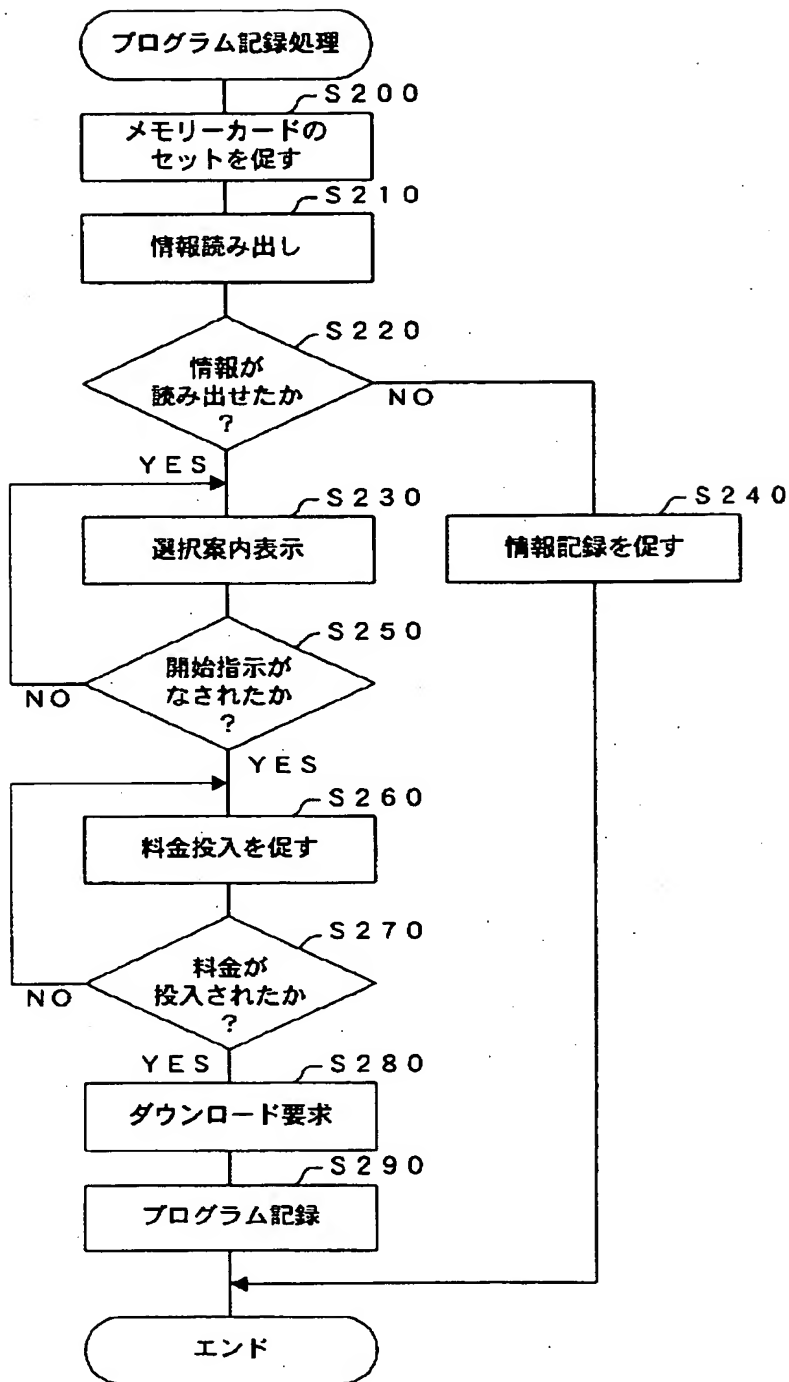 プログラム記録処理
S200
メモリーカードの
セットを促す
S210
情報読み出し
S220
情報が
読み出せたか
?
NO
YES
S230
選択案内表示
S240
情報記録を促す
S250
開始指示が
なされたか
?
NO
YES
S260
料金投入を促す
S270
料金が
投入されたか
?
NO
YES
S280
ダウンロード要求
S290
プログラム記録
エンド